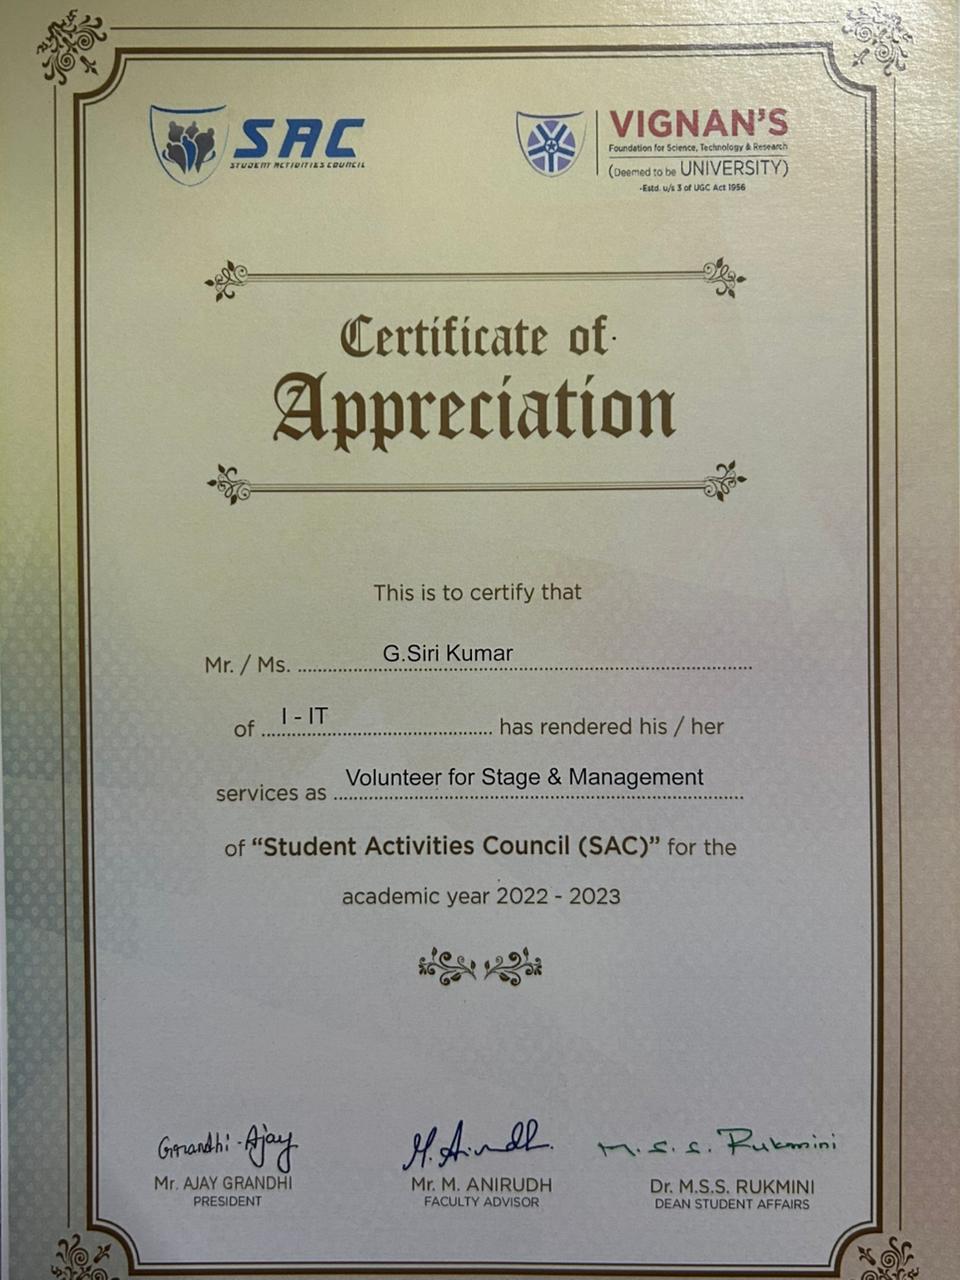 SAC
STUDENT ACTIVITIES COUNCIL
VIGNAN'S
Foundation for Science, Technology & Research
(Deemed to be UNIVERSITY)
-Estd. u/s 3 of UGC Act 1956
Certificate of
Appreciation
This is to certify that
Mr. / Ms. G.Siri Kumar
of I - IT has rendered his / her
services as Volunteer for Stage & Management
of “Student Activities Council (SAC)” for the
academic year 2022 - 2023
Grandhi - Ajay
M. Anirudh.
M. S. S. Rukmini
Mr. AJAY GRANDHI
PRESIDENT
Mr. M. ANIRUDH
FACULTY ADVISOR
Dr. M.S.S. RUKMINI
DEAN STUDENT AFFAIRS